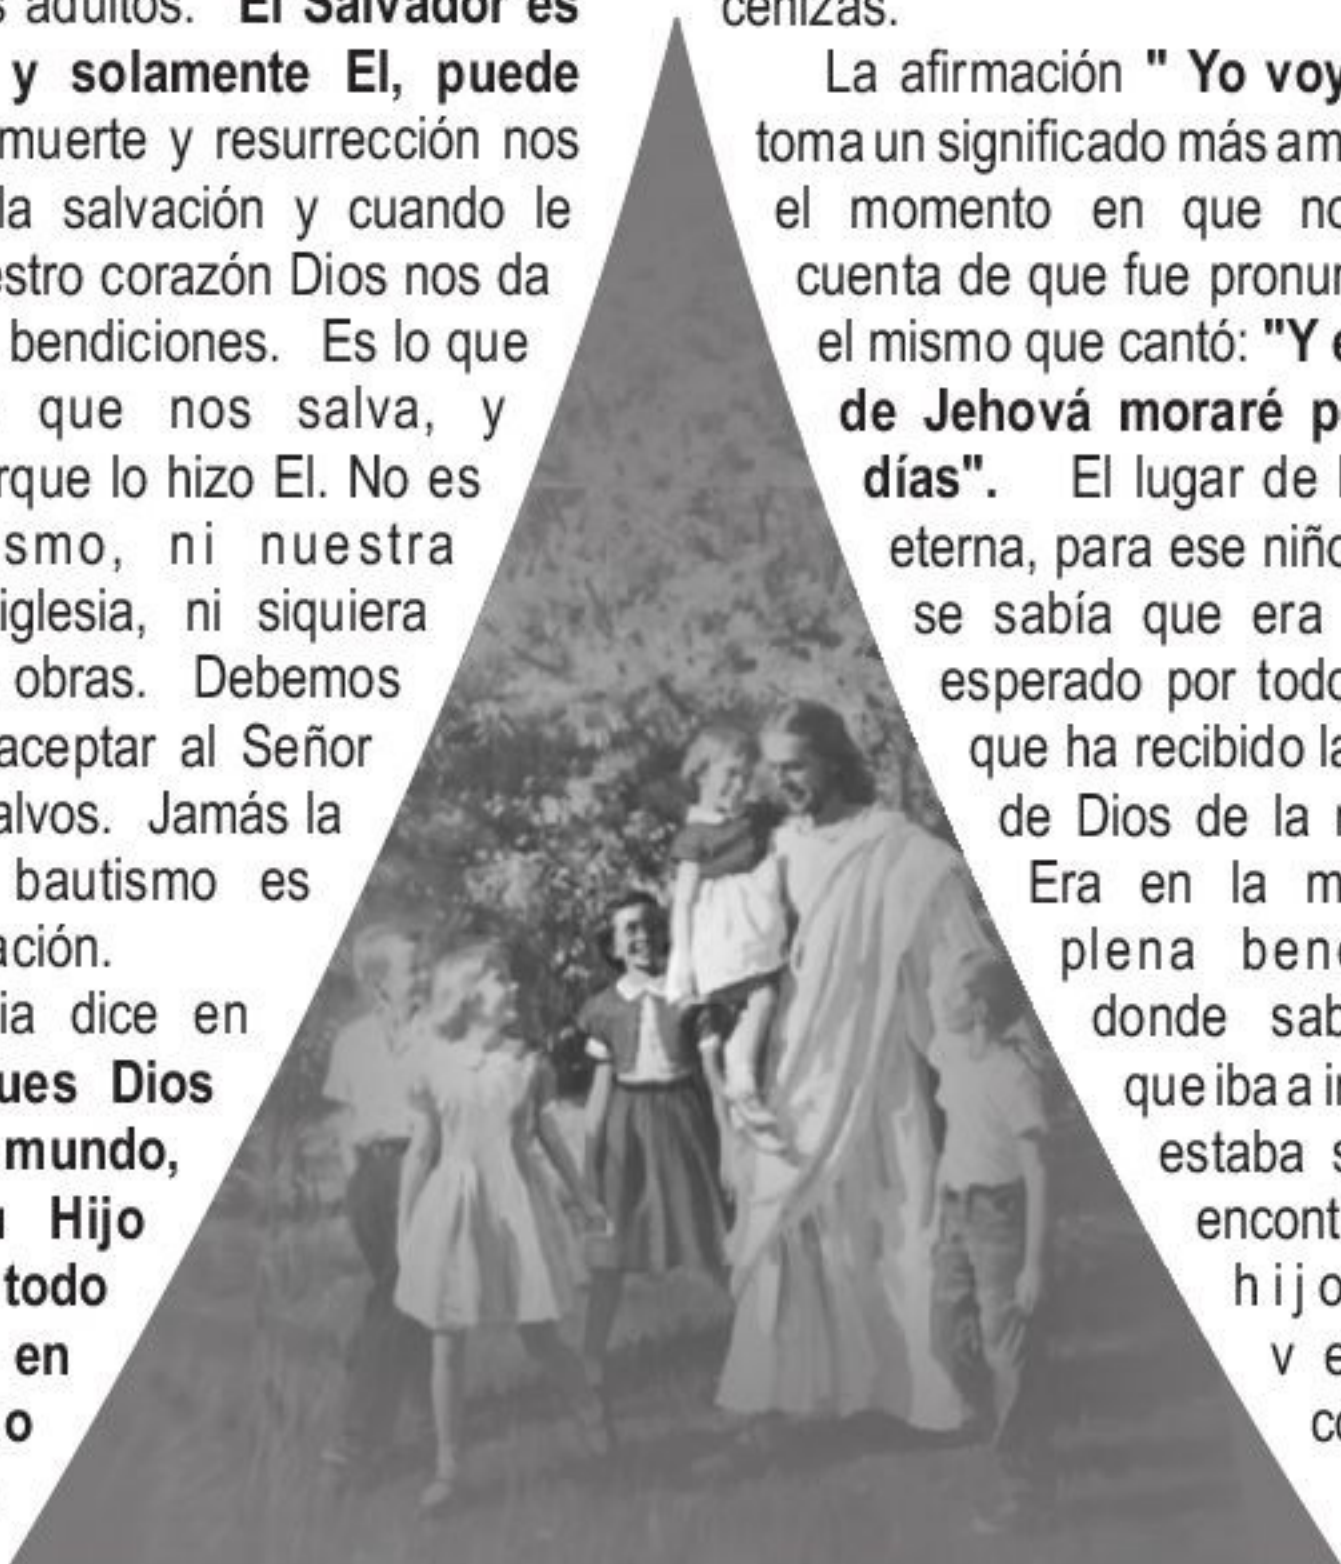 adultos. El Salvador es
y solamente El, puede
muerte y resurrección nos
la salvación y cuando le
estro corazón Dios nos da
bendiciones. Es lo que
que nos salva, y
rque lo hizo El. No es
smo, ni nuestra
iglesia, ni siquiera
obras. Debemos
aceptar al Señor
alvos. Jamás la
bautismo es
ación.
ia dice en
ues Dios
mundo,
Hijo
todo
en
o
cenizas.
La afirmación " Yo voy
toma un significado más am
el momento en que no
cuenta de que fue pronun
el mismo que cantó: "Y e
de Jehová moraré p
días". El lugar de
eterna, para ese niño
se sabía que era
esperado por todo
que ha recibido la
de Dios de la
Era en la m
plena bend
donde sab
que iba a ir
estaba s
encont
hijo
v e
co